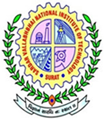 SARDAR VALLABHBHAI NATIONAL INSTITUTE OF TECHNOLOGY
SURAT